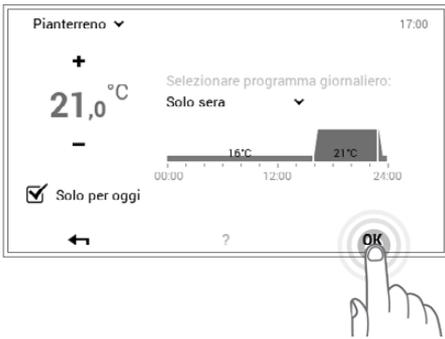 Pianterreno
17:00
+
21,0 °C
–
Selezionare programma giornaliero:
Solo sera
16°C
21°C
00:00
12:00
24:00
Solo per oggi
?
OK